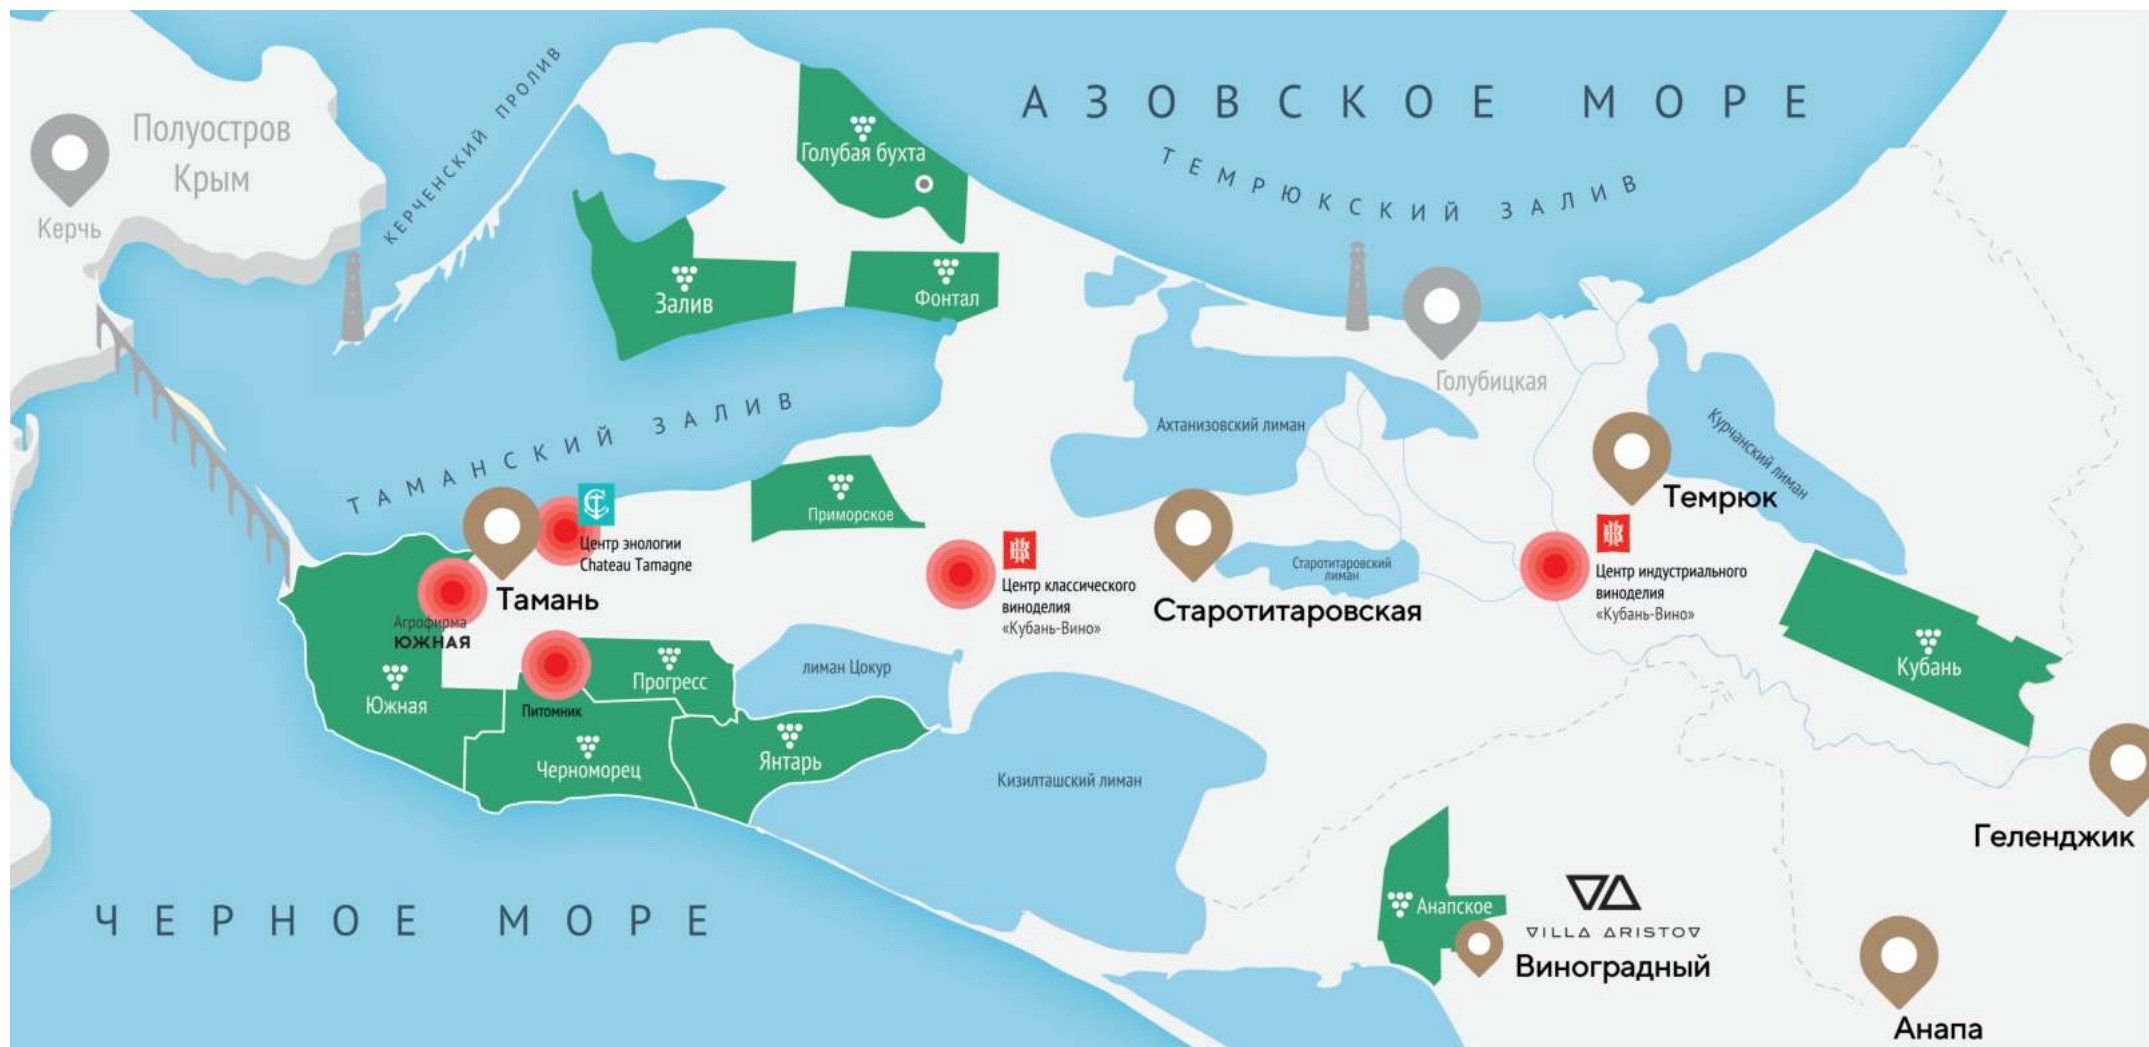 АЗОВСКОЕ МОРЕ
ТЕМРЮКСКИЙ ЗАЛИВ
КЕРЧЕНСКИЙ ПРОЛИВ
Полуостров
Крым
Керчь
Голубая бухта
Залив
Фонтал
Голубицкая
ТАМАНСКИЙ ЗАЛИВ
Ахтанизовский лиман
Курчанский лиман
Темрюк
Приморское
Центр энологии
Chateau Tamagne
Тамань
Агрофирма
ЮЖНАЯ
Центр классического
виноделия
«Кубань-Вино»
Старотитаровский
лиман
Старотитаровская
Центр индустриального
виноделия
«Кубань-Вино»
Кубань
Южная
Питомник
Прогресс
лиман Цокур
Черноморец
Янтарь
Кизилташский лиман
Геленджик
ЧЕРНОЕ МОРЕ
Анапское
VILLA ARISTOV
Виноградный
Анапа